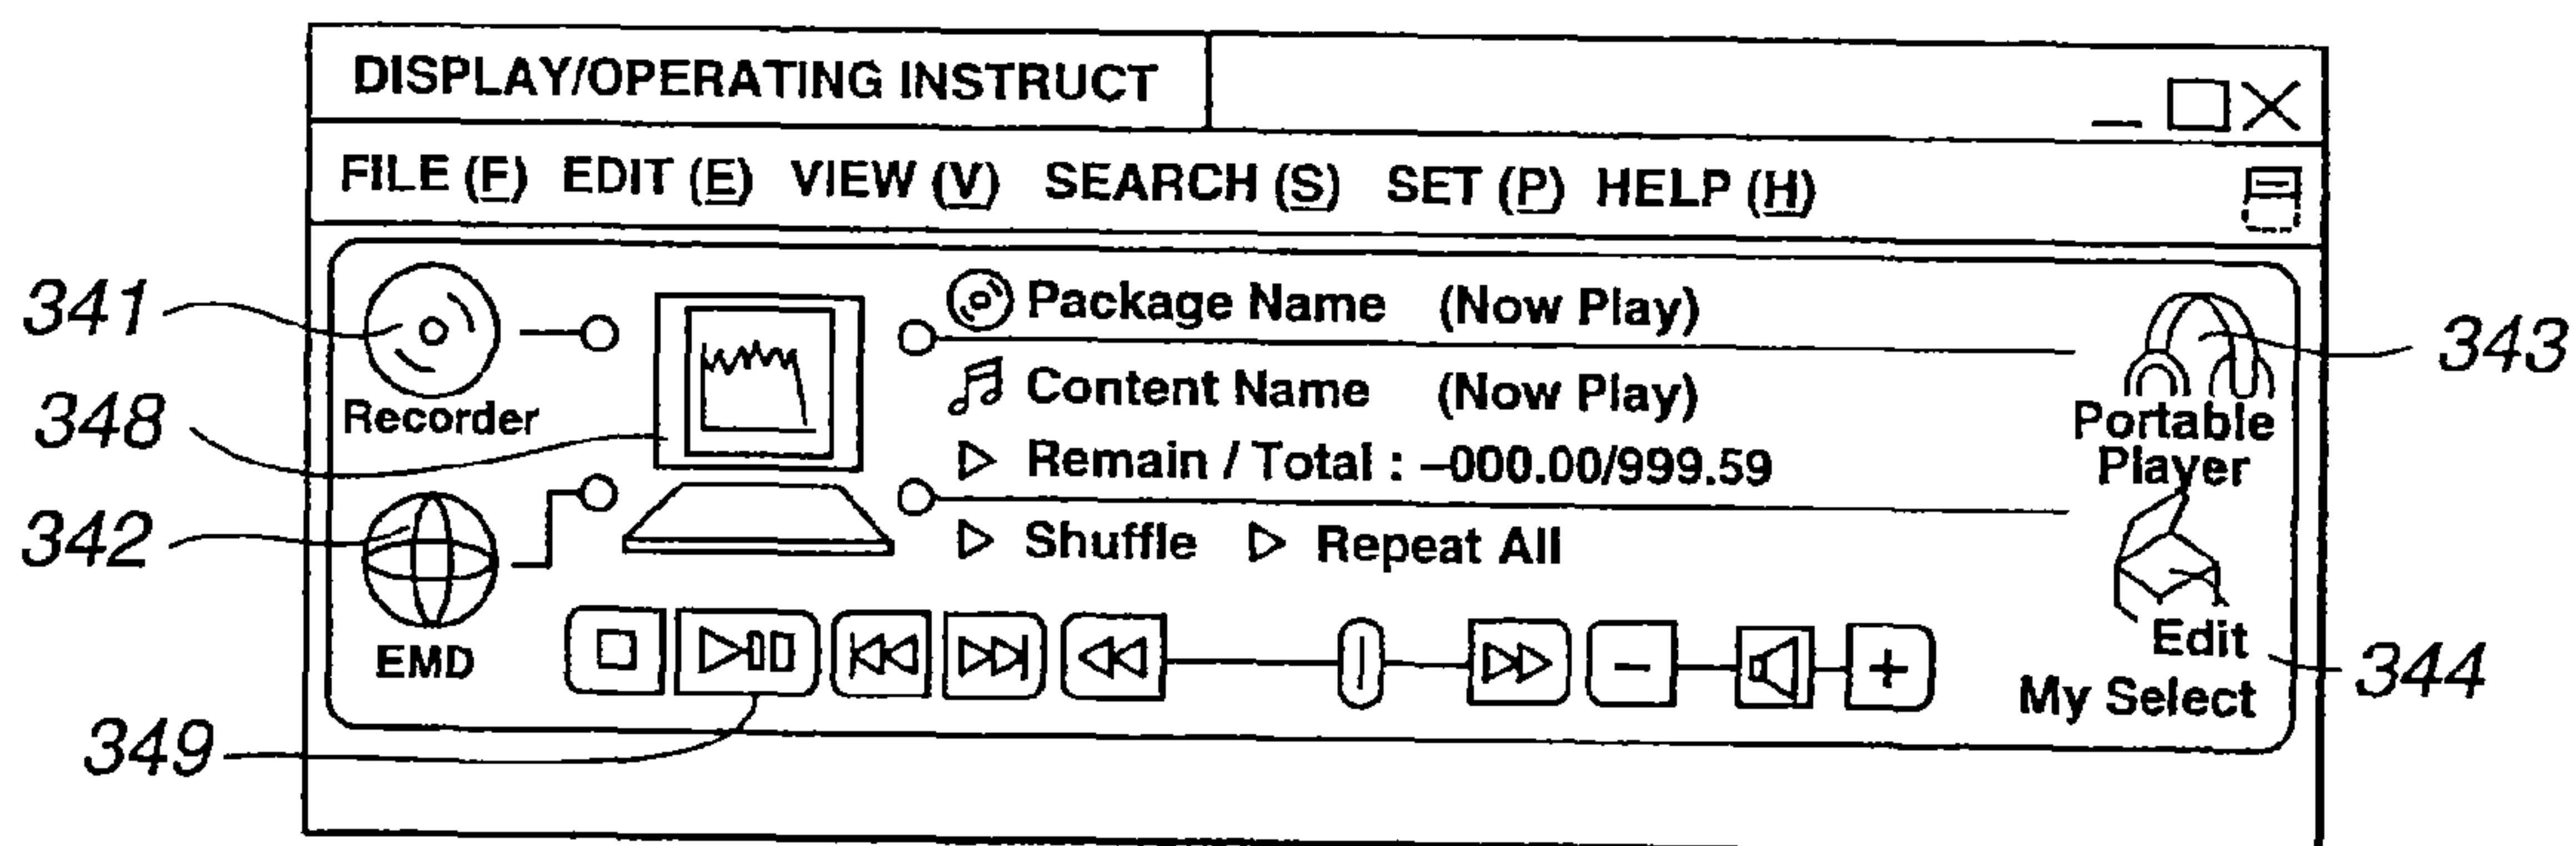 DISPLAY/OPERATING INSTRUCT
FILE (F) EDIT (E) VIEW (V) SEARCH (S) SET (P) HELP (H)
341
Recorder
348
342
EMD
349
Package Name (Now Play)
Content Name (Now Play)
Remain / Total : –000.00/999.59
Shuffle Repeat All
343
Portable
Player
Edit
344
My Select